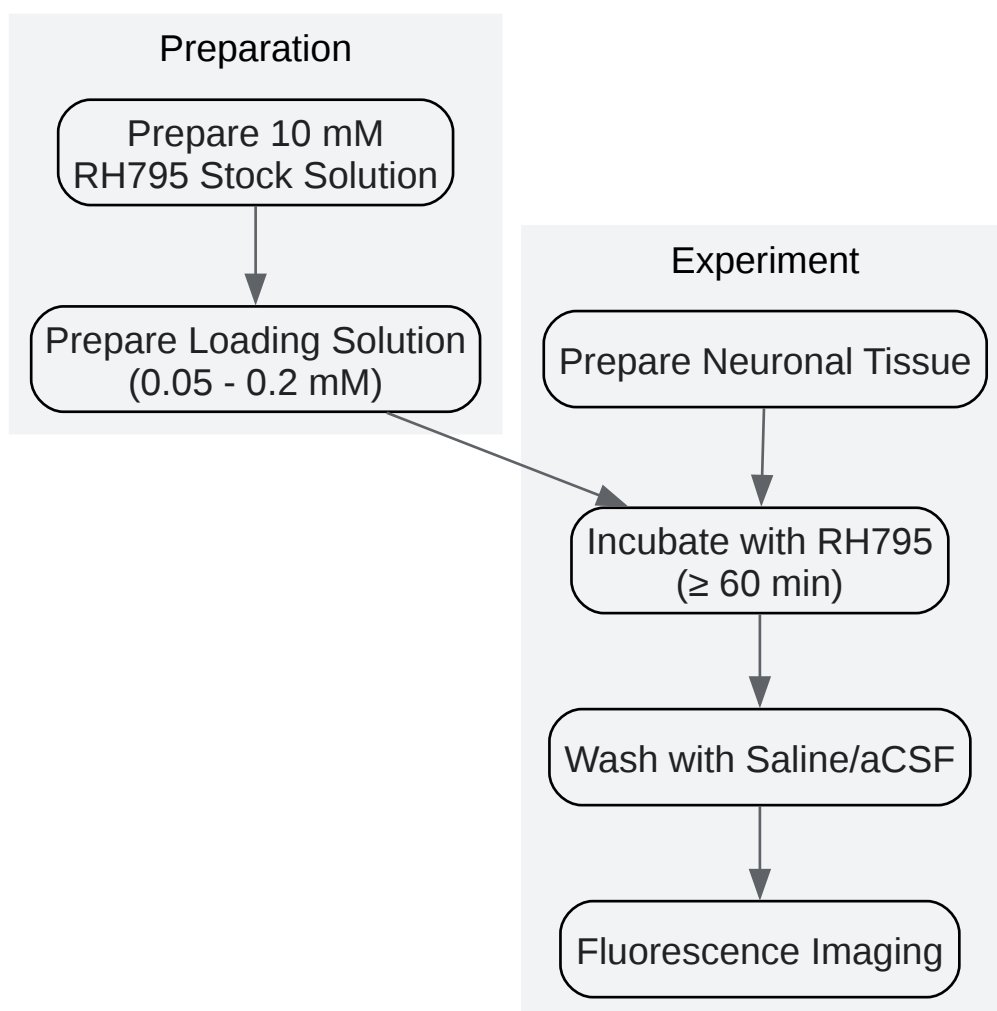 Preparation
Prepare 10 mM
RH795 Stock Solution
Prepare Loading Solution
(0.05 - 0.2 mM)
Experiment
Prepare Neuronal Tissue
Incubate with RH795
(≥ 60 min)
Wash with Saline/aCSF
Fluorescence Imaging